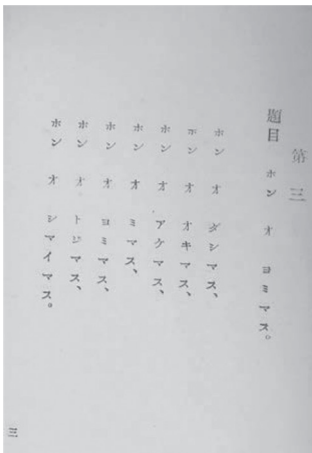 第三
題目 ホン オ ヨミマス。
ホン オ ダシマス、
ホン オ オキマス、
ホン オ アケマス、
ホン オ ミマス、
ホン オ ヨミマス、
ホン オ トジマス、
ホン オ シマイマス。
三